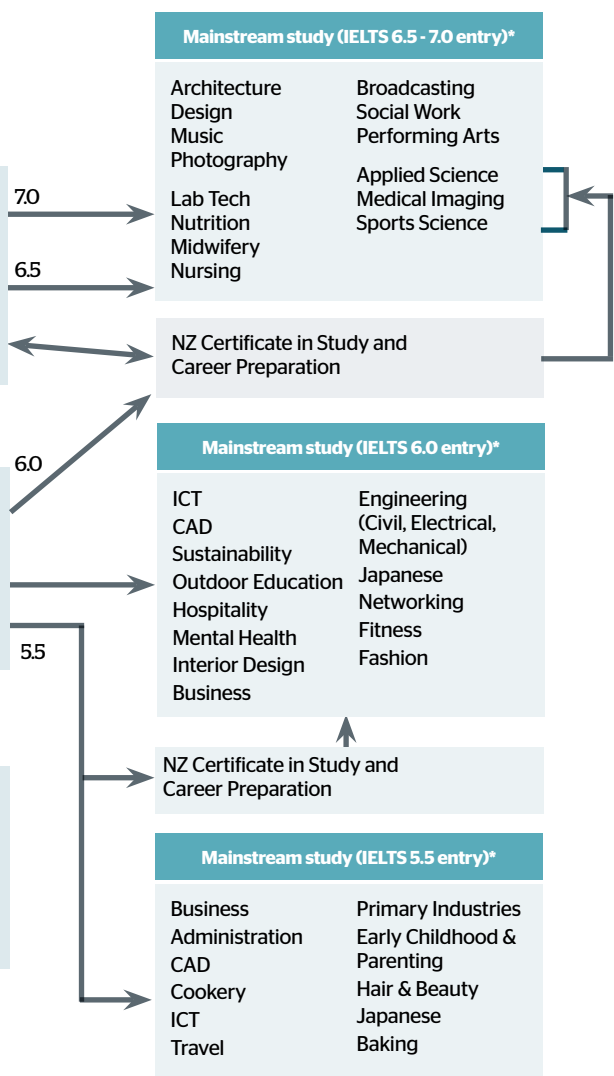 Mainstream study (IELTS 6.5 - 7.0 entry)*
Architecture
Design
Music
Photography
Lab Tech
Nutrition
Midwifery
Nursing
Broadcasting
Social Work
Performing Arts
Applied Science
Medical Imaging
Sports Science
7.0
6.5
NZ Certificate in Study and
Career Preparation
6.0
Mainstream study (IELTS 6.0 entry)*
ICT
CAD
Sustainability
Outdoor Education
Hospitality
Mental Health
Interior Design
Business
Engineering
(Civil, Electrical,
Mechanical)
Japanese
Networking
Fitness
Fashion
5.5
NZ Certificate in Study and
Career Preparation
Mainstream study (IELTS 5.5 entry)*
Business
Administration
CAD
Cookery
ICT
Travel
Primary Industries
Early Childhood &
Parenting
Hair & Beauty
Japanese
Baking